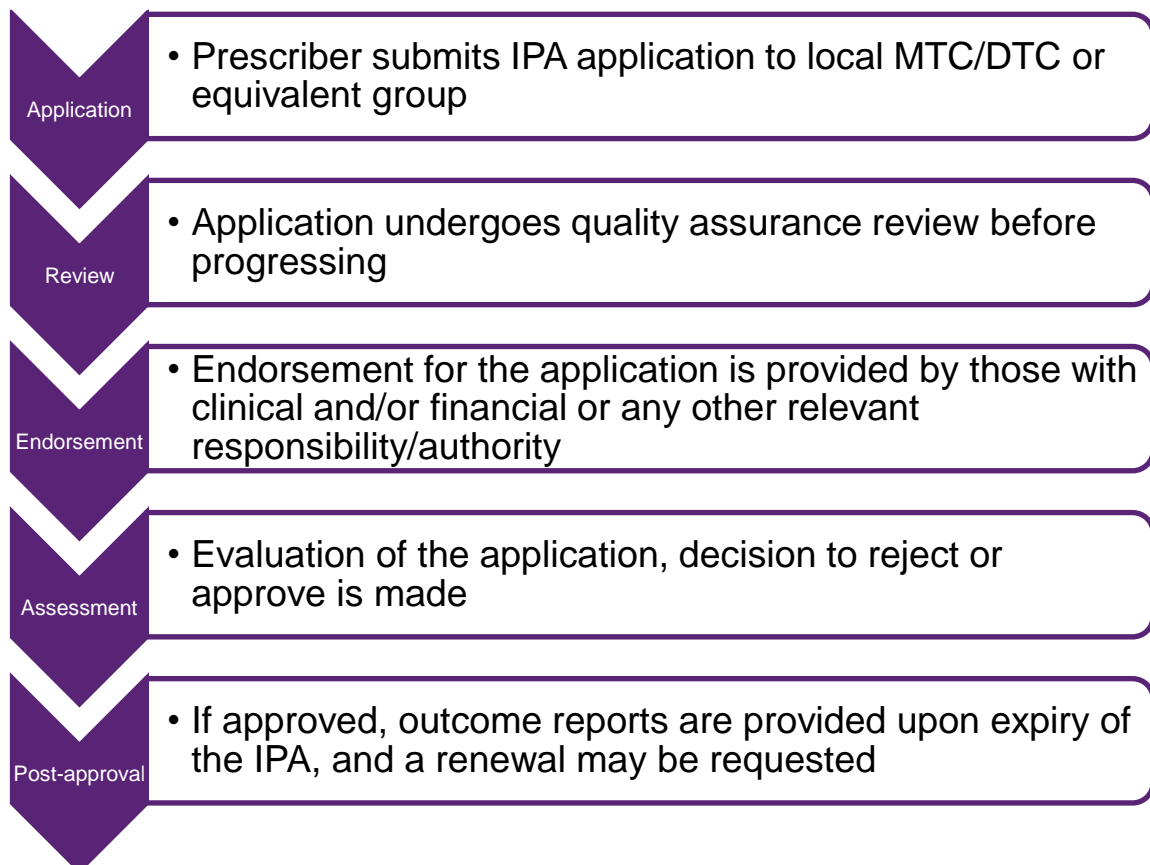 Application
• Prescriber submits IPA application to local MTC/DTC or
equivalent group
Review
• Application undergoes quality assurance review before
progressing
Endorsement
• Endorsement for the application is provided by those with
clinical and/or financial or any other relevant
responsibility/authority
Assessment
• Evaluation of the application, decision to reject or
approve is made
Post-approval
• If approved, outcome reports are provided upon expiry of
the IPA, and a renewal may be requested